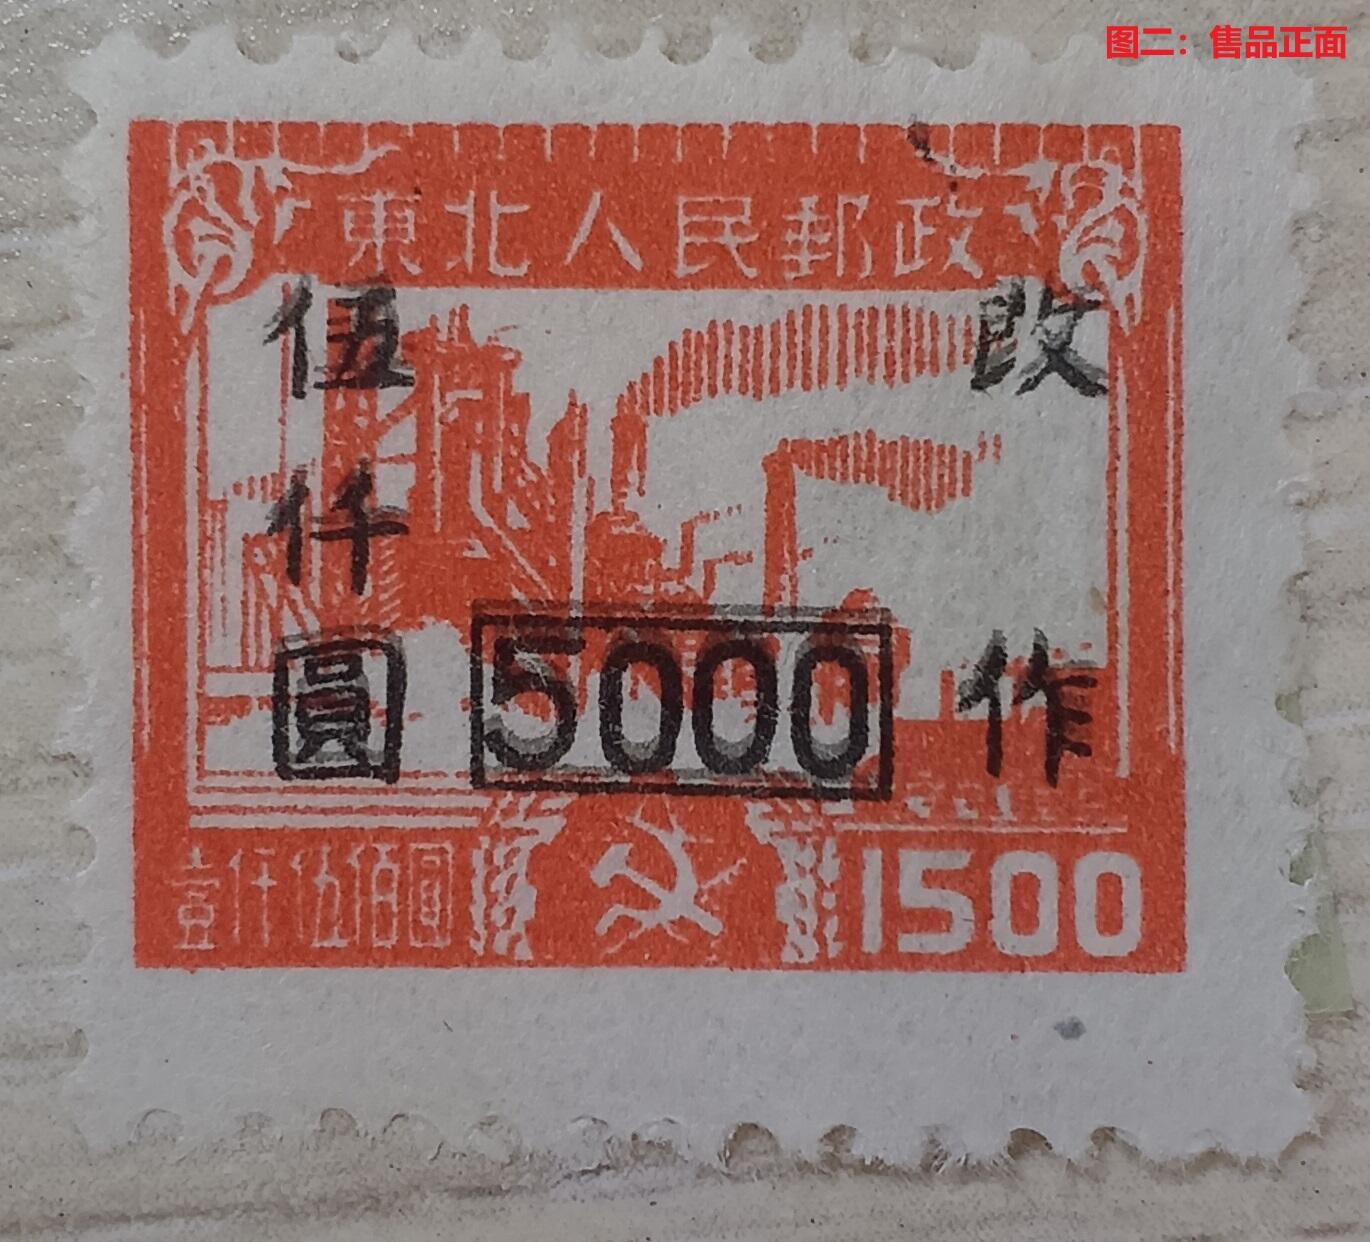 图二：售品正面
東北人民郵政
改作
伍仟圓
5000
壹仟伍佰圓
1500